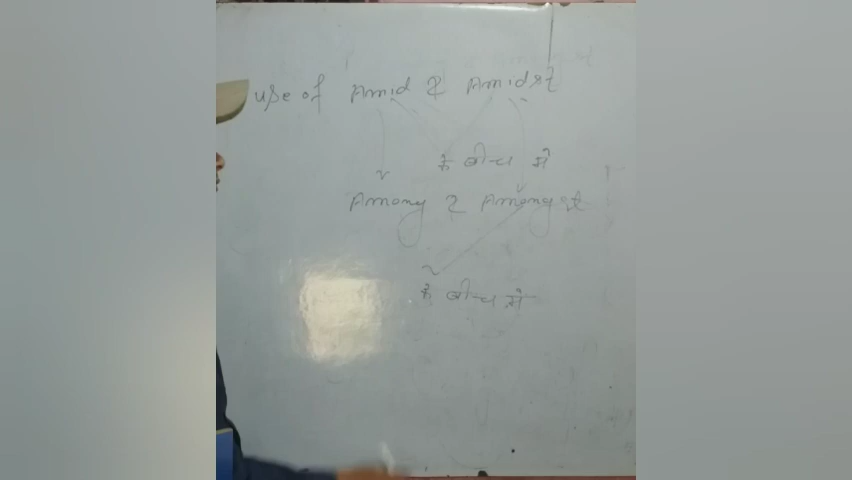 use of Amid & Amidst
के बीच में
Among & Amongst
के बीच में